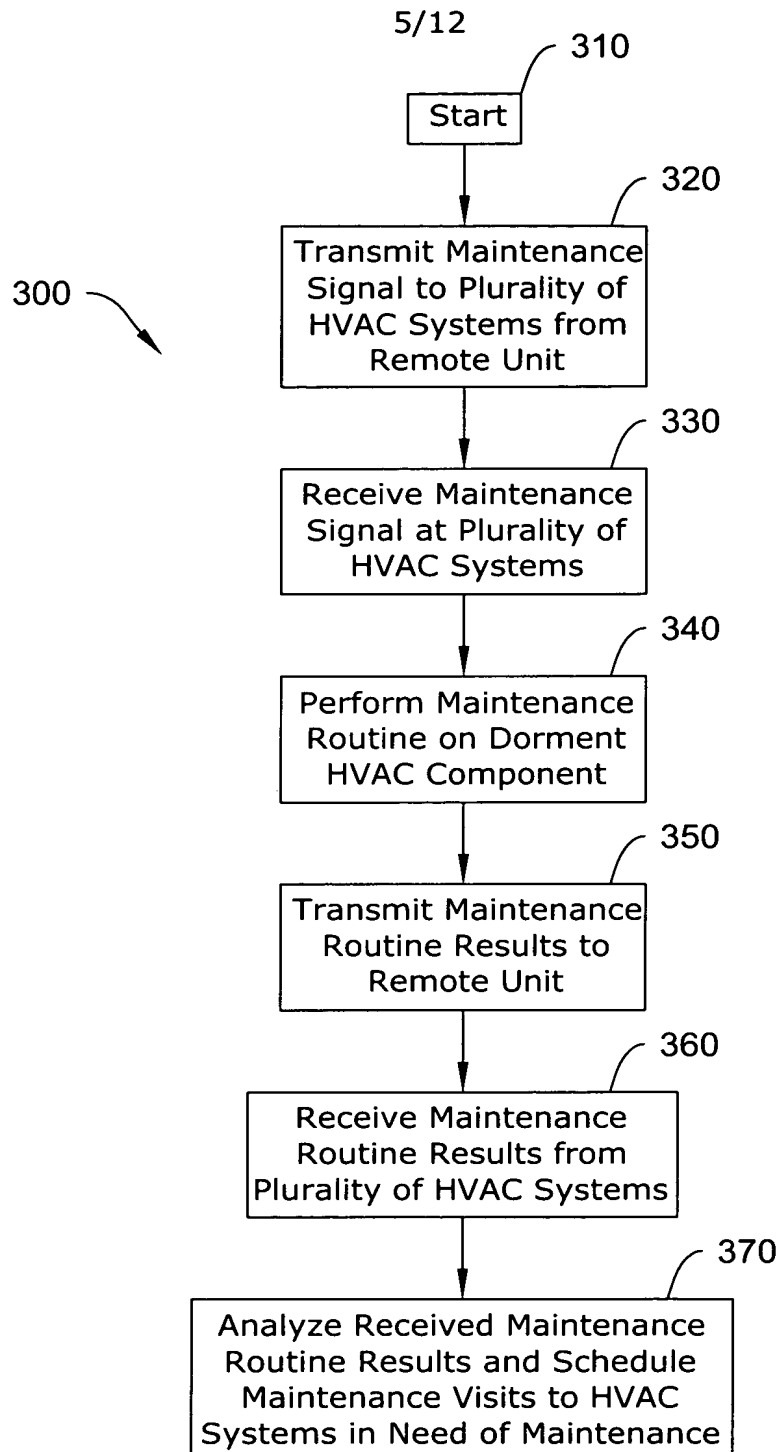 5/12
310
Start
320
Transmit Maintenance
Signal to Plurality of
HVAC Systems from
Remote Unit
300
330
Receive Maintenance
Signal at Plurality of
HVAC Systems
340
Perform Maintenance
Routine on Dorment
HVAC Component
350
Transmit Maintenance
Routine Results to
Remote Unit
360
Receive Maintenance
Routine Results from
Plurality of HVAC Systems
370
Analyze Received Maintenance
Routine Results and Schedule
Maintenance Visits to HVAC
Systems in Need of Maintenance